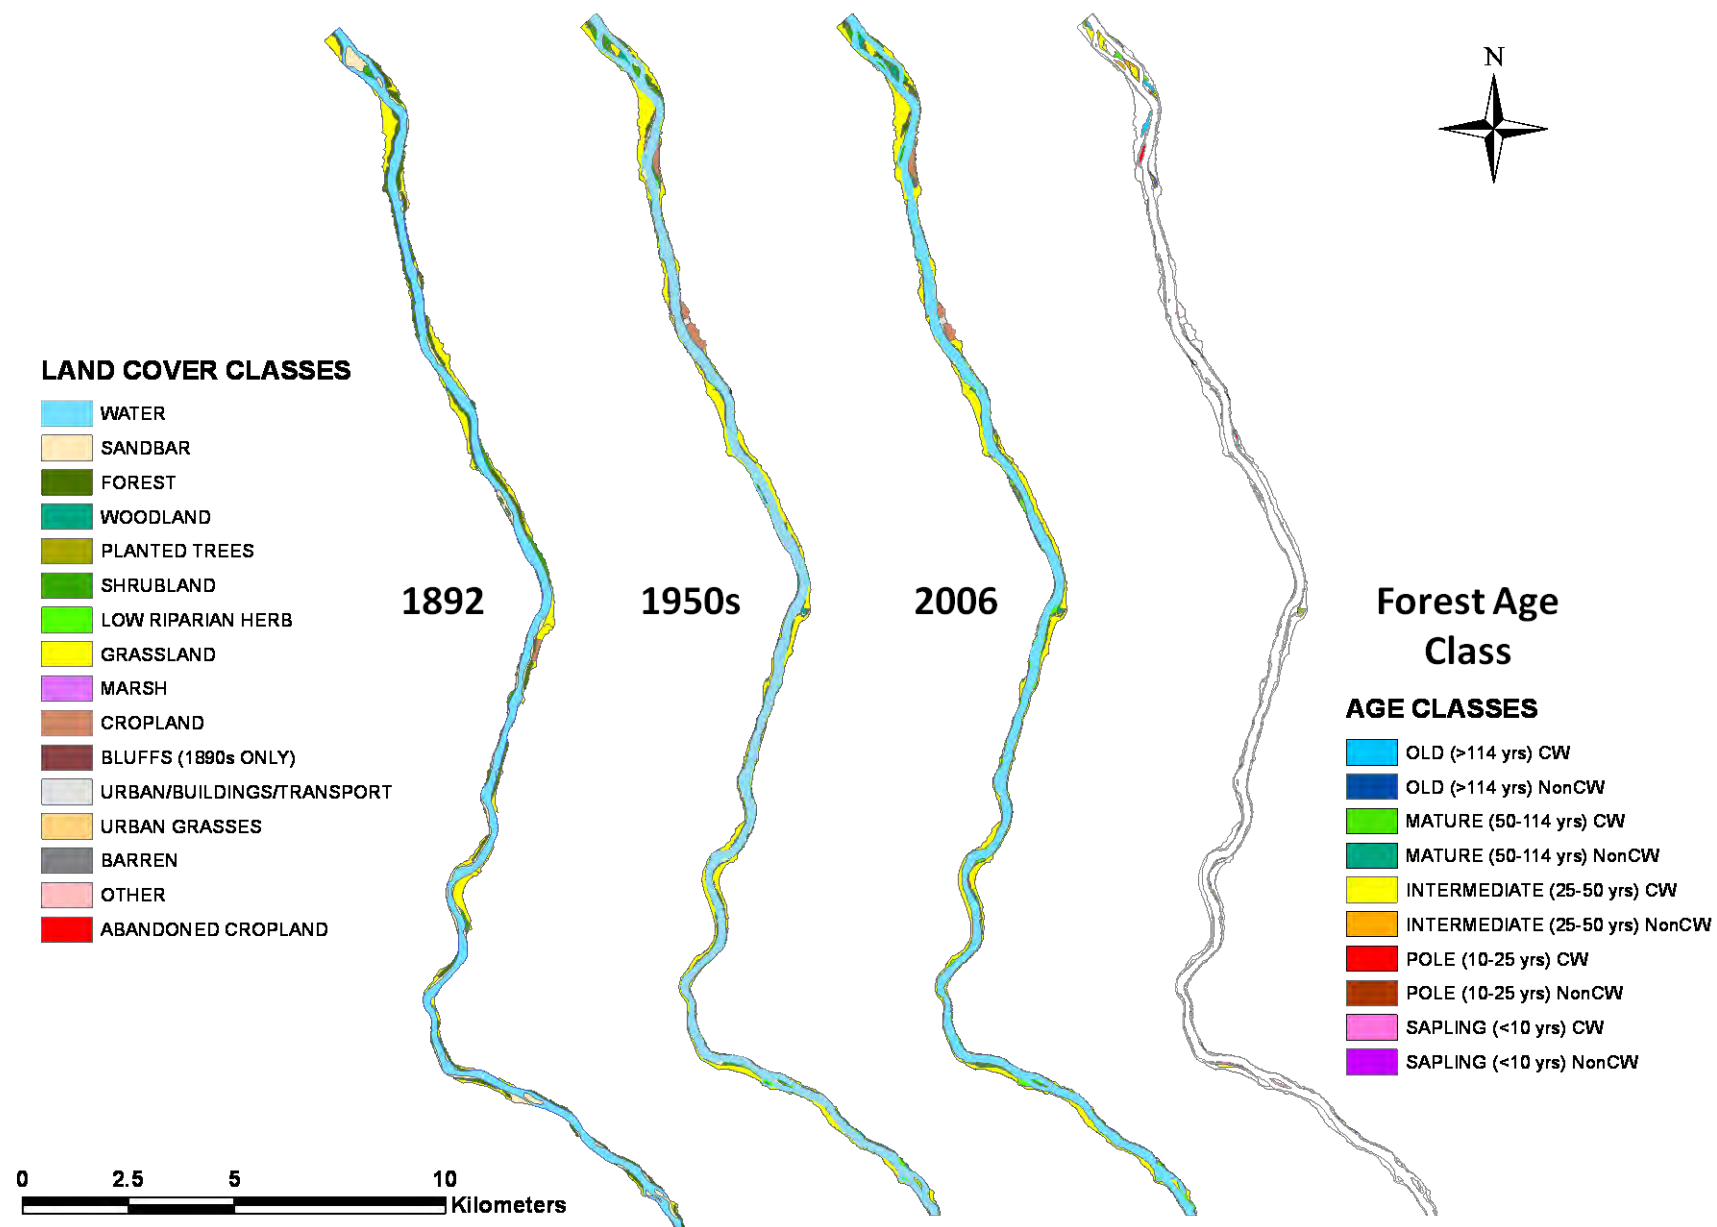 N
LAND COVER CLASSES
WATER
SANDBAR
FOREST
WOODLAND
PLANTED TREES
SHRUBLAND
LOW RIPARIAN HERB
GRASSLAND
MARSH
CROPLAND
BLUFFS (1890s ONLY)
URBAN/BUILDINGS/TRANSPORT
URBAN GRASSES
BARREN
OTHER
ABANDONED CROPLAND
1892
1950s
2006
Forest Age
Class
AGE CLASSES
OLD (>114 yrs) CW
OLD (>114 yrs) NonCW
MATURE (50-114 yrs) CW
MATURE (50-114 yrs) NonCW
INTERMEDIATE (25-50 yrs) CW
INTERMEDIATE (25-50 yrs) NonCW
POLE (10-25 yrs) CW
POLE (10-25 yrs) NonCW
SAPLING (<10 yrs) CW
SAPLING (<10 yrs) NonCW
0 2.5 5 10
Kilometers